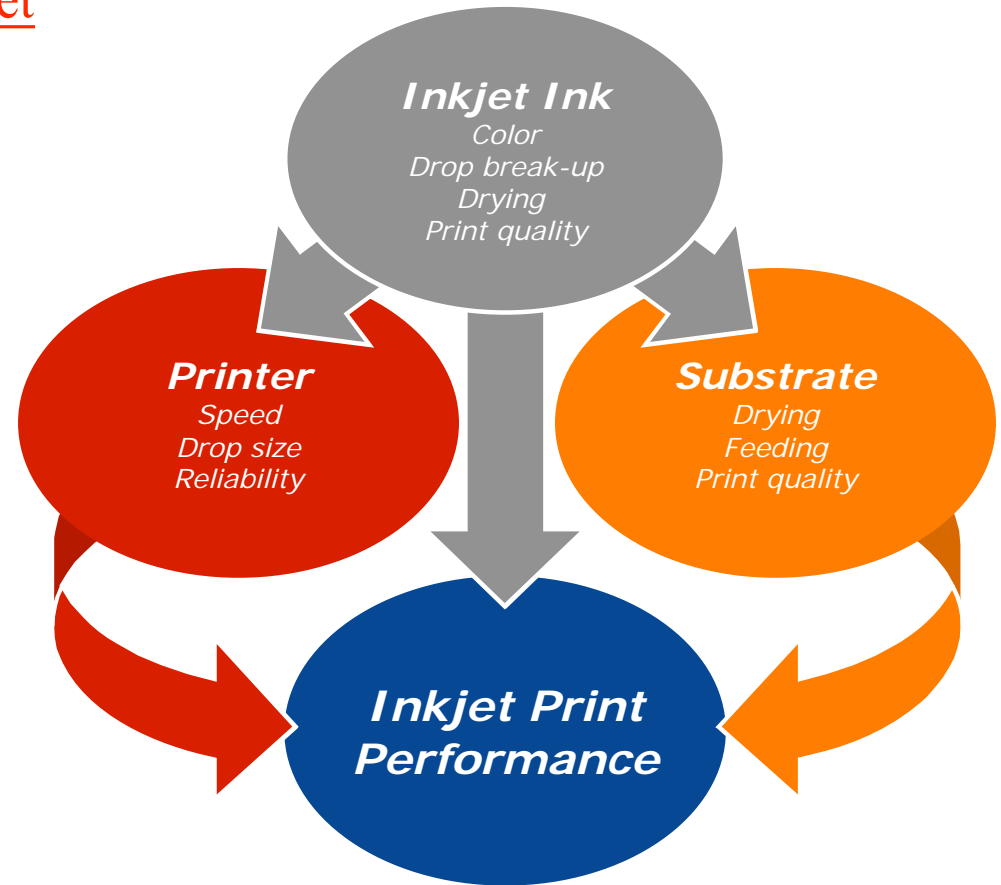 et
Inkjet Ink
Color
Drop break-up
Drying
Print quality
Printer
Speed
Drop size
Reliability
Substrate
Drying
Feeding
Print quality
Inkjet Print
Performance